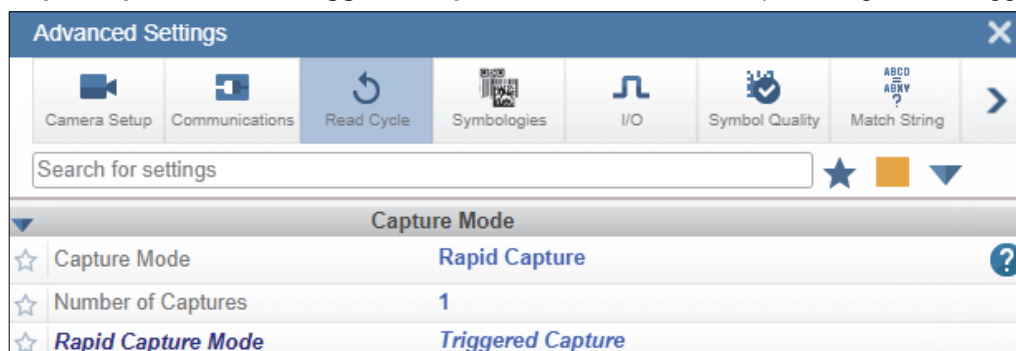 Advanced Settings
Camera Setup Communications Read Cycle Symbologies I/O Symbol Quality Match String
ABCD
=
ABXY
?
Search for settings
Capture Mode
Capture Mode Rapid Capture
?
Number of Captures 1
Rapid Capture Mode Triggered Capture